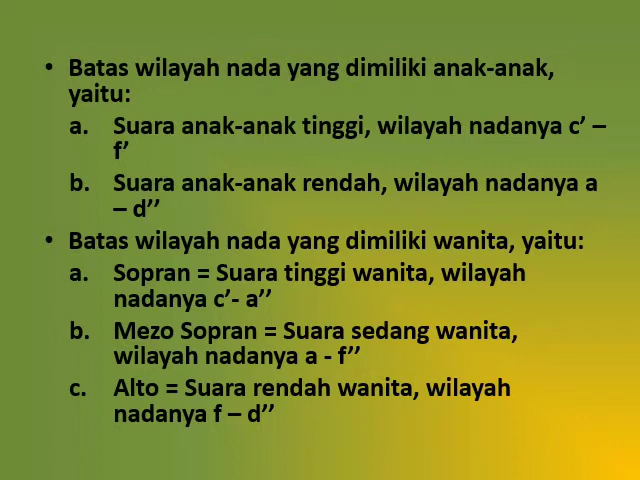 • Batas wilayah nada yang dimiliki anak-anak,
yaitu:
a. Suara anak-anak tinggi, wilayah nadanya c’ –
f’
b. Suara anak-anak rendah, wilayah nadanya a
– d’’
• Batas wilayah nada yang dimiliki wanita, yaitu:
a. Sopran = Suara tinggi wanita, wilayah
nadanya c’- a’’
b. Mezo Sopran = Suara sedang wanita,
wilayah nadanya a - f’’
c. Alto = Suara rendah wanita, wilayah
nadanya f – d’’